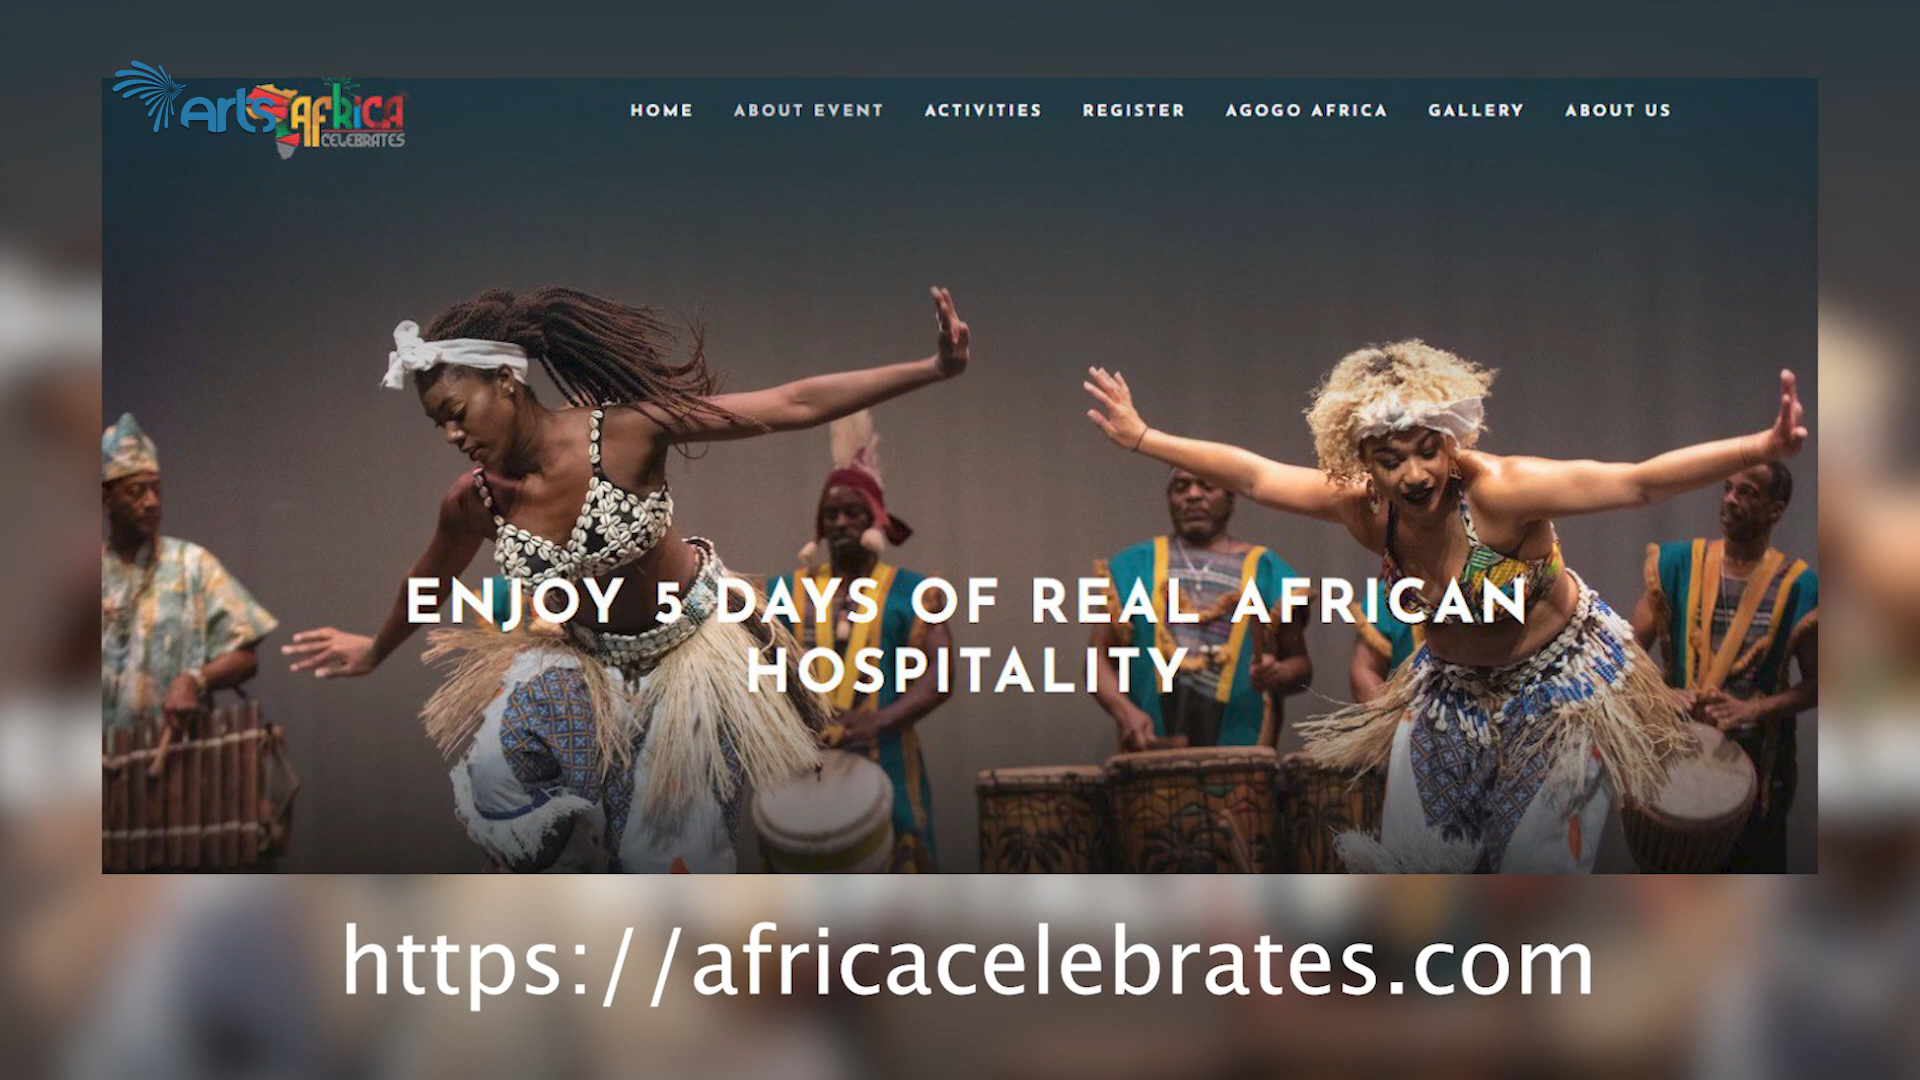 arts
AFRICA
CELEBRATES
HOME ABOUT EVENT ACTIVITIES REGISTER AGOGO AFRICA GALLERY ABOUT US
ENJOY 5 DAYS OF REAL AFRICAN
HOSPITALITY
https://africacelebrates.com